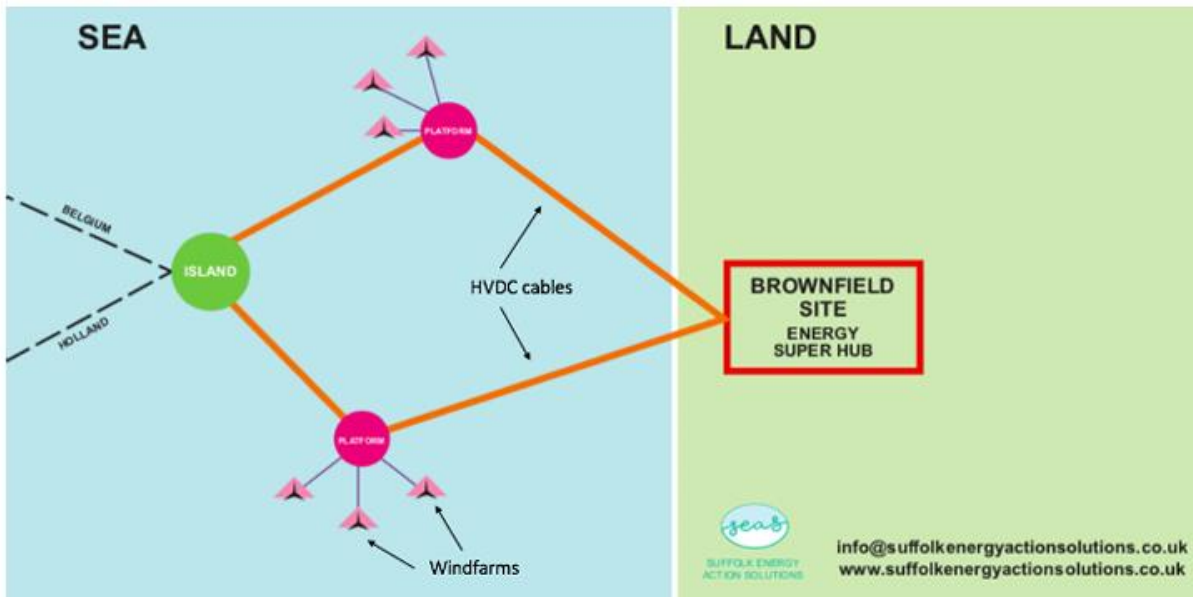 SEA
LAND
PLATFORM
BELGIUM
ISLAND
HOLLAND
HVDC cables
BROWNFIELD
SITE
ENERGY
SUPER HUB
PLATFORM
Windfarms
seas
SUFFOLK ENERGY
ACTION SOLUTIONS
info@suffolkenergyactionsolutions.co.uk
www.suffolkenergyactionsolutions.co.uk